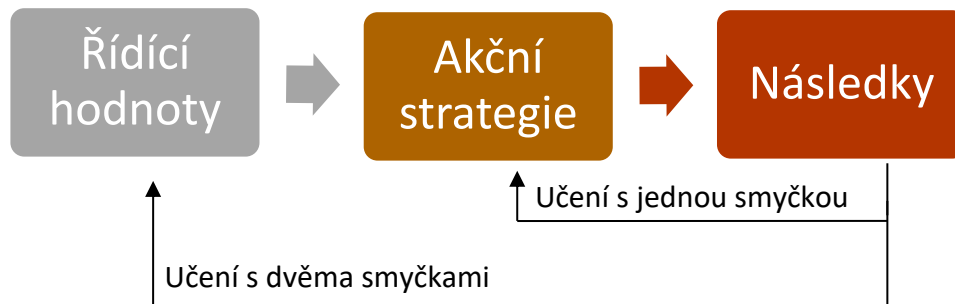 Řídící
hodnoty
Akční
strategie
Následky
Učení s jednou smyčkou
Učení s dvěma smyčkami